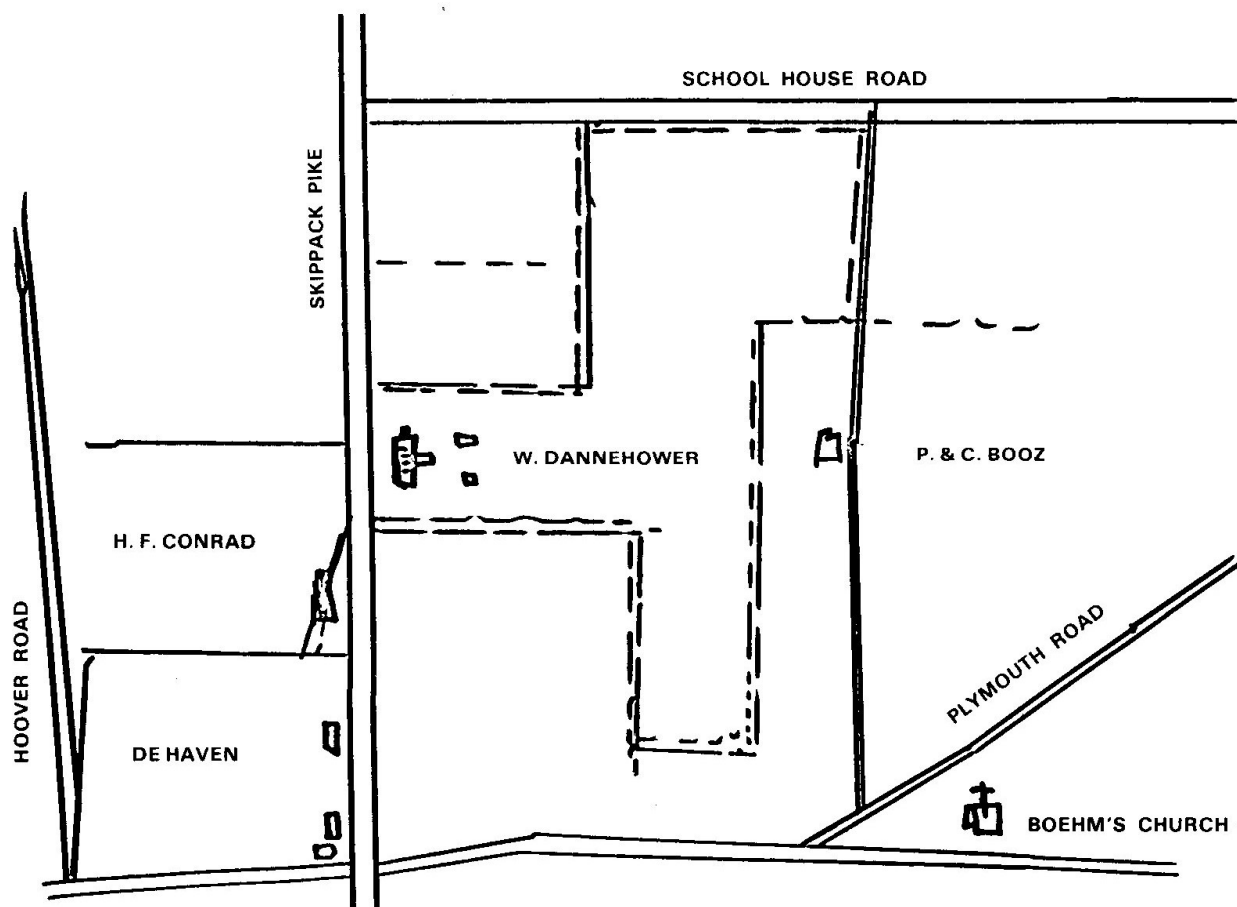 SCHOOL HOUSE ROAD
SKIPPACK PIKE
W. DANNEHOWER
P. & C. BOOZ
H. F. CONRAD
HOOVER ROAD
PLYMOUTH ROAD
DE HAVEN
BOEHM'S CHURCH